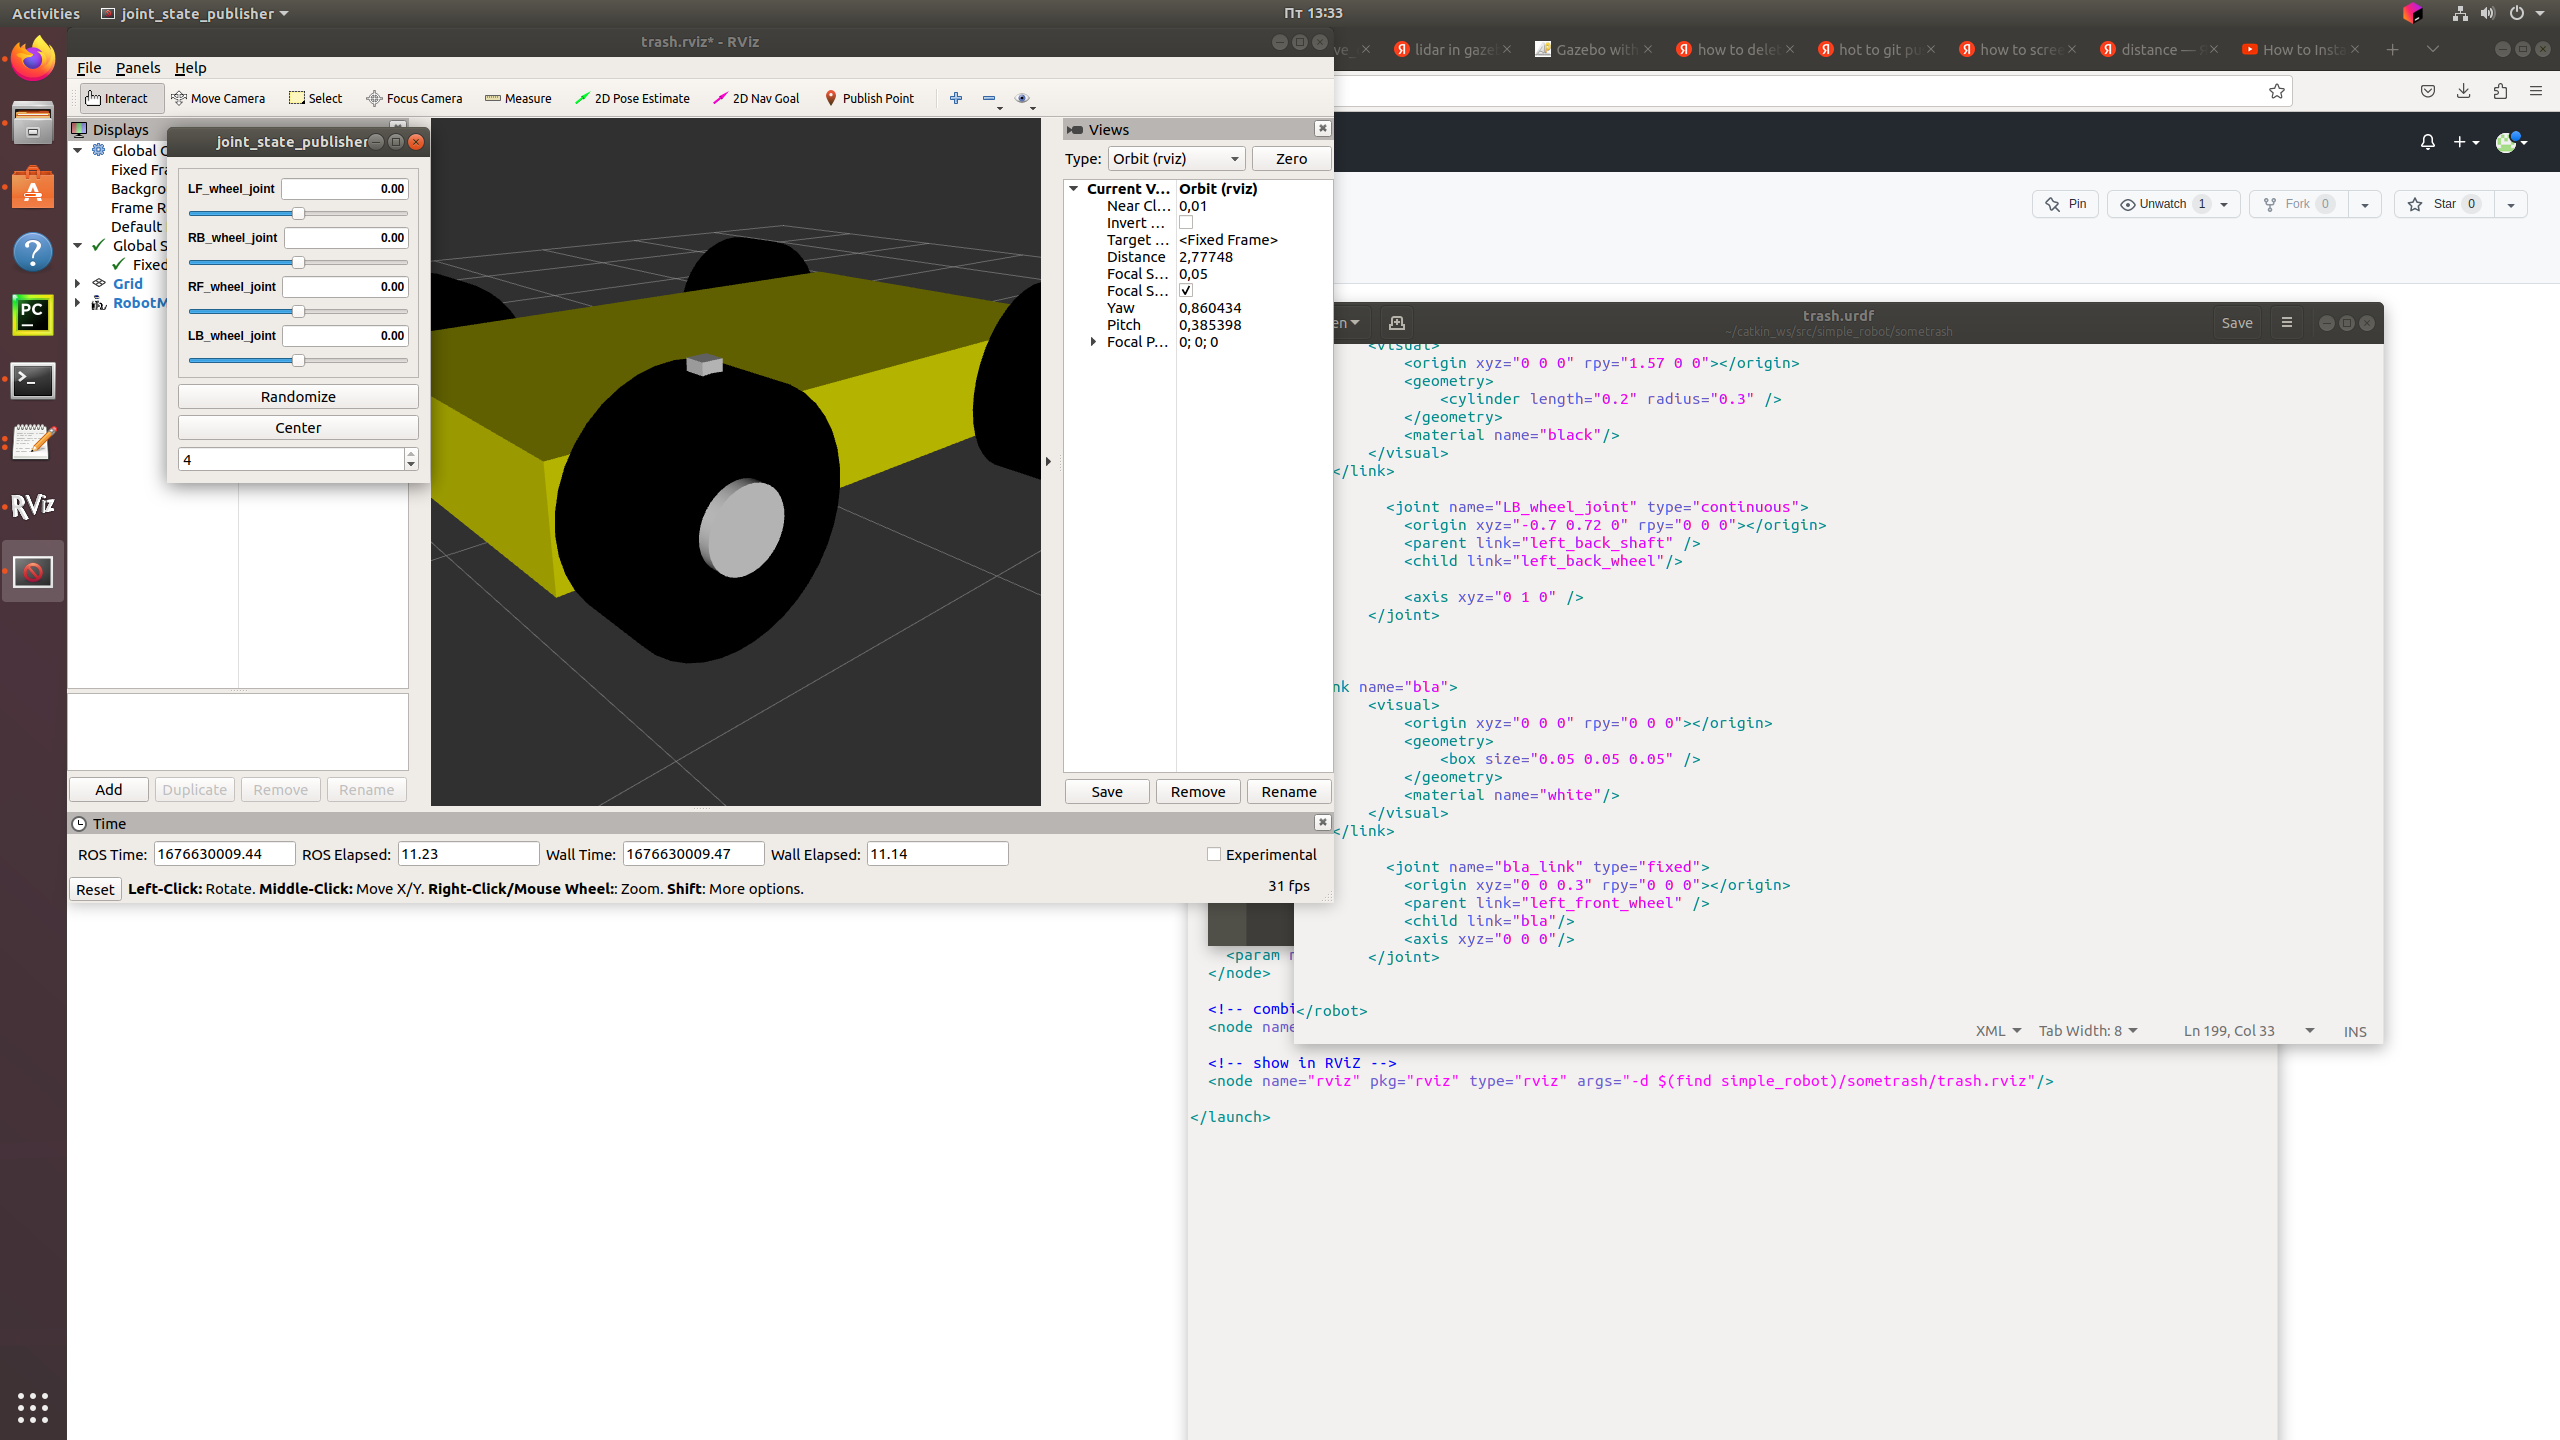 Activities
joint_state_publisher
Пт 13:33
trash.rviz* - RViz
File Panels Help
Interact Move Camera Select Focus Camera Measure 2D Pose Estimate 2D Nav Goal Publish Point
Displays
Fixed
Grid
joint_state_publisher
LF_wheel_joint 0.00
RB_wheel_joint 0.00
RF_wheel_joint 0.00
LB_wheel_joint 0.00
Randomize
Center
4
Add Duplicate Remove Rename
Views
Type: Orbit (rviz) Zero
Current V... Orbit (rviz)
Near Cl... 0,01
Invert ...
Target ... <Fixed Frame>
Distance 2,77748
Focal S... 0,05
Focal S...
Yaw 0,860434
Pitch 0,385398
Focal P... 0; 0; 0
Save Remove Rename
Time
ROS Time: 1676630009.44 ROS Elapsed: 11.23 Wall Time: 1676630009.47 Wall Elapsed: 11.14 Experimental
Reset Left-Click: Rotate. Middle-Click: Move X/Y. Right-Click/Mouse Wheel:: Zoom. Shift: More options. 31 fps
PC
RViz
lidar in gaze
Gazebo with
how to dele
hot to git pu
how to scre
distance —
How to Insta
Pin Unwatch 1 Fork 0 Star 0
trash.urdf
~/catkin_ws/src/simple_robot/sometrash
Save
<visual>
<origin xyz="0 0 0" rpy="1.57 0 0"></origin>
<geometry>
<cylinder length="0.2" radius="0.3" />
</geometry>
<material name="black"/>
</visual>
</link>
<joint name="LB_wheel_joint" type="continuous">
<origin xyz="-0.7 0.72 0" rpy="0 0 0"></origin>
<parent link="left_back_shaft" />
<child link="left_back_wheel"/>
<axis xyz="0 1 0" />
</joint>
nk name="bla">
<visual>
<origin xyz="0 0 0" rpy="0 0 0"></origin>
<geometry>
<box size="0.05 0.05 0.05" />
</geometry>
<material name="white"/>
</visual>
</link>
<joint name="bla_link" type="fixed">
<origin xyz="0 0 0.3" rpy="0 0 0"></origin>
<parent link="left_front_wheel" />
<child link="bla"/>
<axis xyz="0 0 0"/>
</joint>
</robot>
XML Tab Width: 8 Ln 199, Col 33 INS
<param
</node>
<!-- combi
<node name=
<!-- show in RViZ -->
<node name="rviz" pkg="rviz" type="rviz" args="-d $(find simple_robot)/sometrash/trash.rviz"/>
</launch>